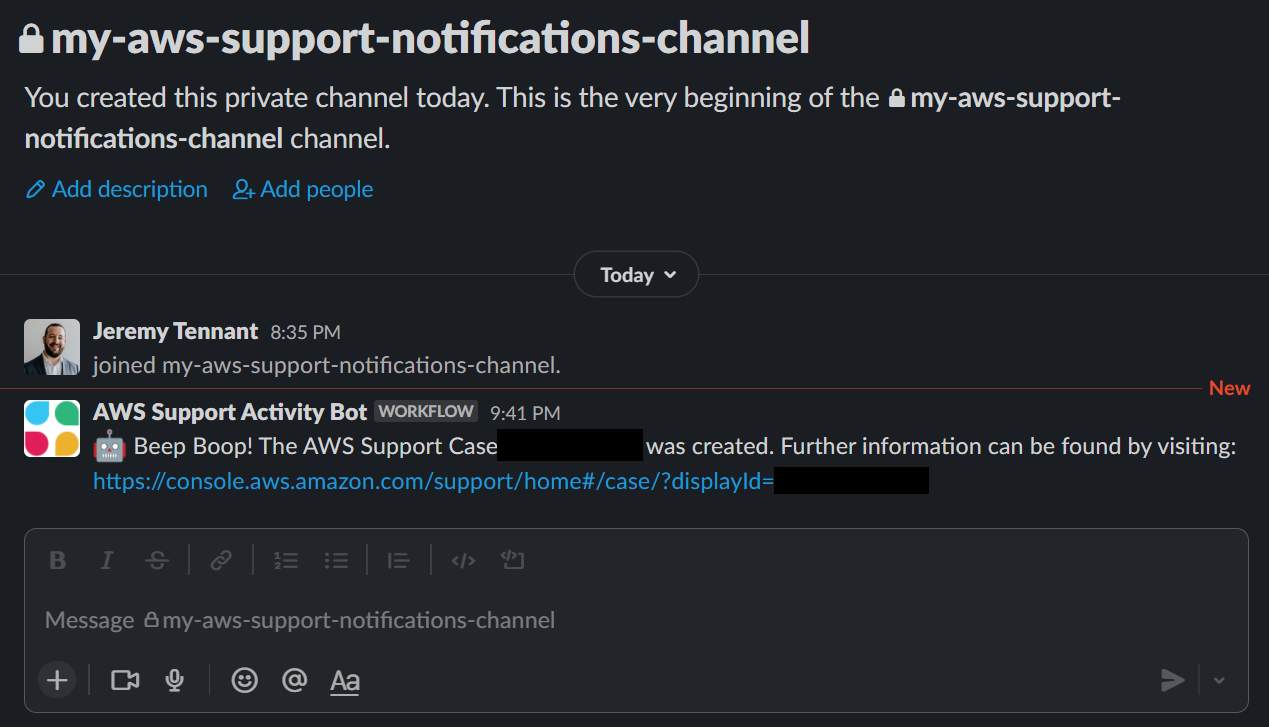 my-aws-support-notifications-channel
You created this private channel today. This is the very beginning of the my-aws-support-
notifications-channel channel.
Add description Add people
Today
Jeremy Tennant 8:35 PM
joined my-aws-support-notifications-channel.
New
AWS Support Activity Bot WORKFLOW 9:41 PM
Beep Boop! The AWS Support Case was created. Further information can be found by visiting:
https://console.aws.amazon.com/support/home#/case/?displayId=
B I S
Message my-aws-support-notifications-channel
Aa